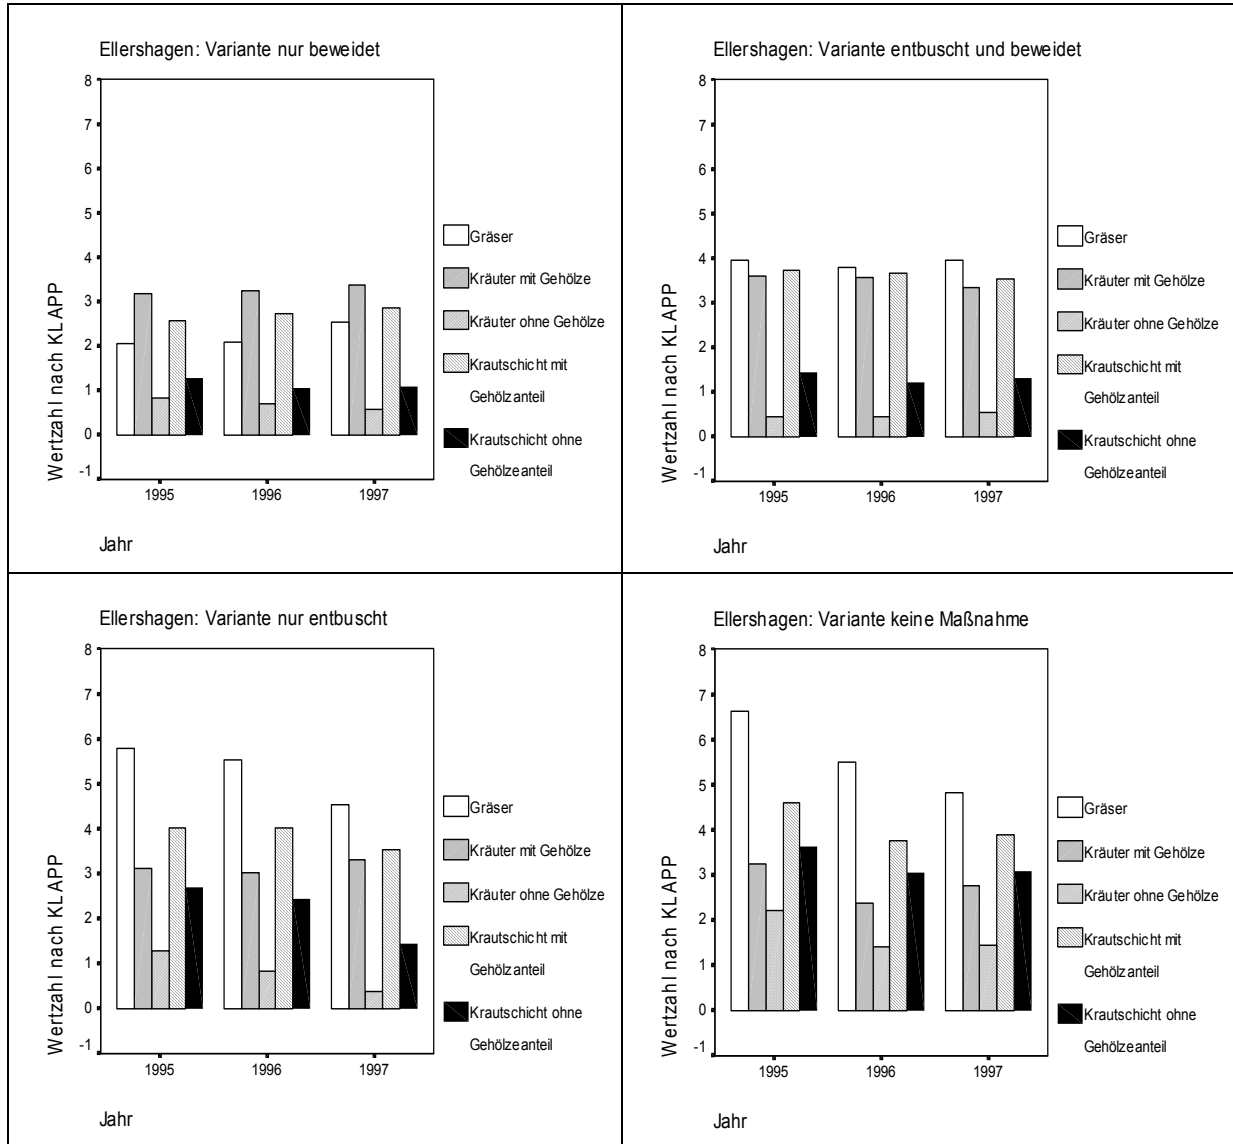 Ellershagen: Variante nur beweidet
8
7
6
5
4
3
2
1
0
-1
Wertzahl nach KLAPP
1995 1996 1997
Jahr
Gräser
Kräuter mit Gehölze
Kräuter ohne Gehölze
Krautschicht mit
Gehölzanteil
Krautschicht ohne
Gehölzeanteil
Ellershagen: Variante entbuscht und beweidet
8
7
6
5
4
3
2
1
0
-1
Wertzahl nach KLAPP
1995 1996 1997
Jahr
Gräser
Kräuter mit Gehölze
Kräuter ohne Gehölze
Krautschicht mit
Gehölzanteil
Krautschicht ohne
Gehölzeanteil
Ellershagen: Variante nur entbuscht
8
7
6
5
4
3
2
1
0
-1
Wertzahl nach KLAPP
1995 1996 1997
Jahr
Gräser
Kräuter mit Gehölze
Kräuter ohne Gehölze
Krautschicht mit
Gehölzanteil
Krautschicht ohne
Gehölzeanteil
Ellershagen: Variante keine Maßnahme
8
7
6
5
4
3
2
1
0
-1
Wertzahl nach KLAPP
1995 1996 1997
Jahr
Gräser
Kräuter mit Gehölze
Kräuter ohne Gehölze
Krautschicht mit
Gehölzanteil
Krautschicht ohne
Gehölzeanteil